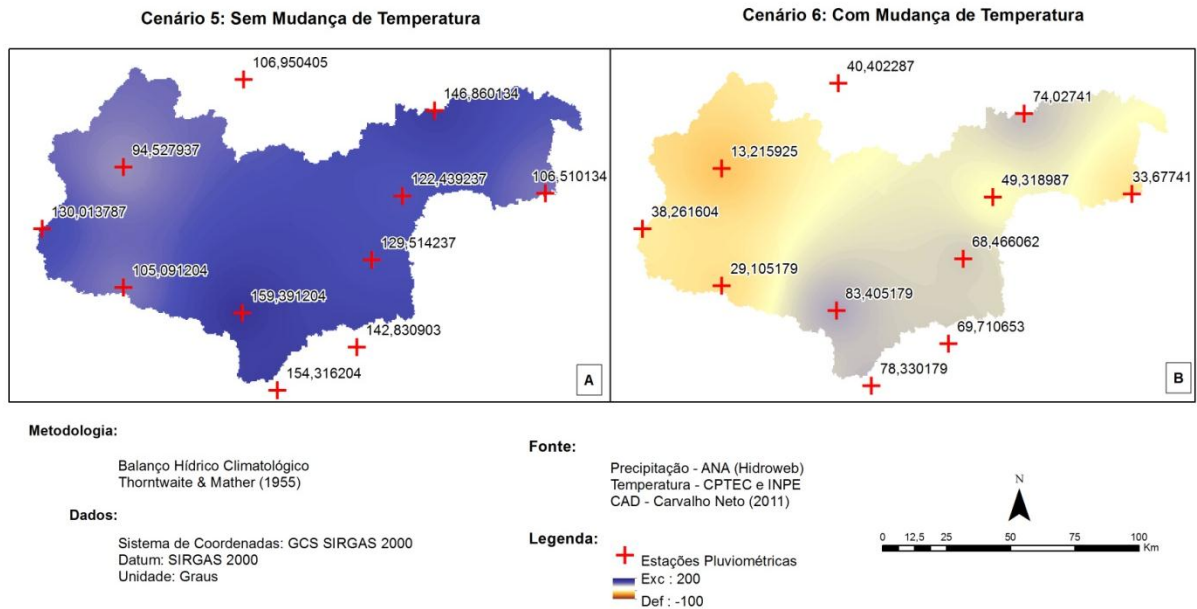 Cenário 5: Sem Mudança de Temperatura
106,950405
146,860134
94,527937
122,439237
106,510134
130,013787
129,514237
105,091204
159,391204
142,830903
154,316204
A
Cenário 6: Com Mudança de Temperatura
40,402287
74,02741
13,215925
49,318987
33,67741
38,261604
68,466062
29,105179
83,405179
69,710653
78,330179
B
Metodologia:
Balanço Hídrico Climatológico
Thorntwaite & Mather (1955)
Dados:
Sistema de Coordenadas: GCS SIRGAS 2000
Datum: SIRGAS 2000
Unidade: Graus
Fonte:
Precipitação - ANA (Hidroweb)
Temperatura - CPTEC e INPE
CAD - Carvalho Neto (2011)
Legenda:
Estações Pluviométricas
Exc : 200
Def : -100
N
0 12,5 25 50 75 100
Km